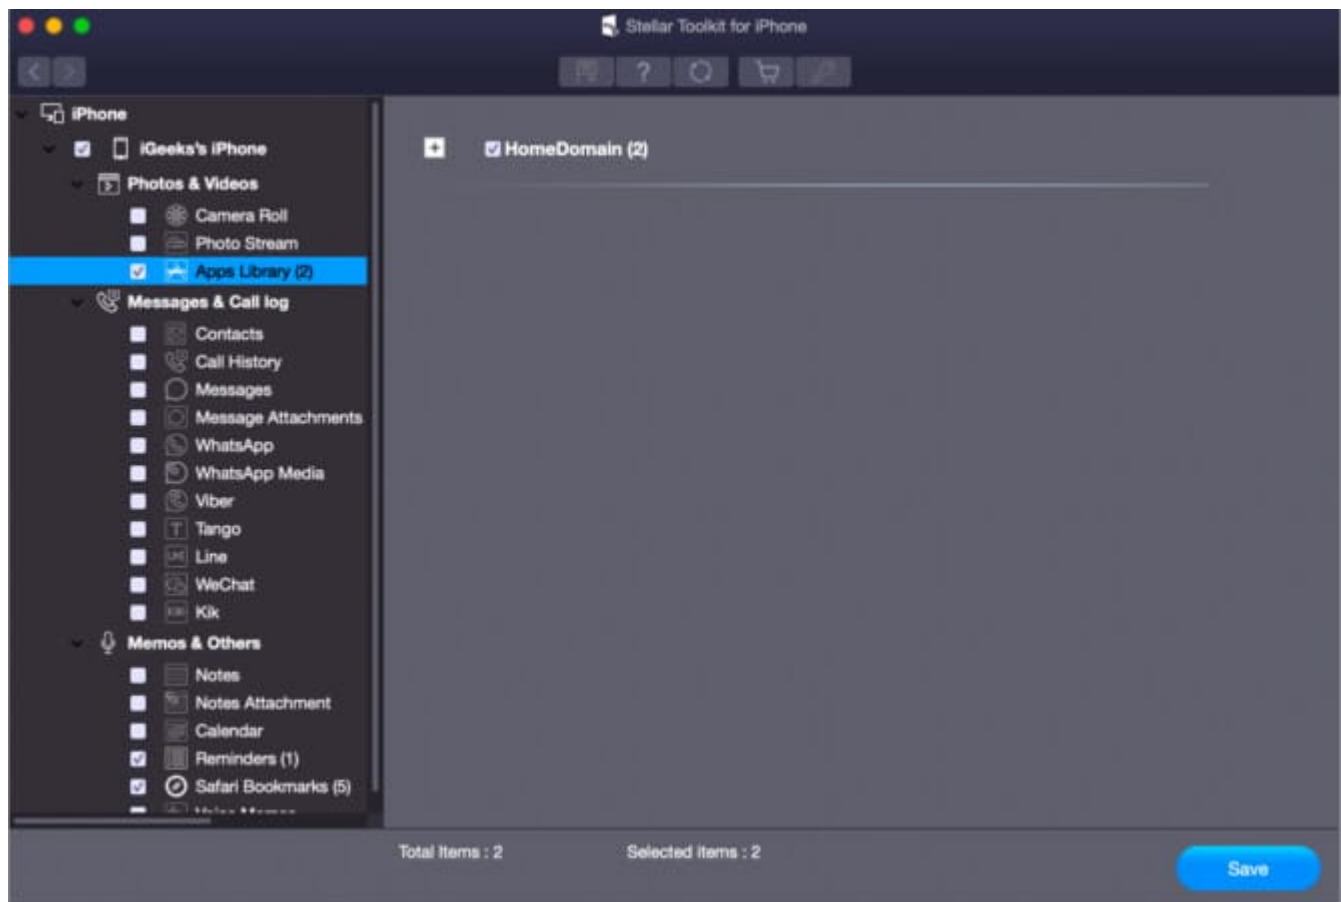 Stellar Toolkit for iPhone
?
iPhone
iGeeks's iPhone
Photos & Videos
Camera Roll
Photo Stream
Apps Library (2)
Messages & Call log
Contacts
Call History
Messages
Message Attachments
WhatsApp
WhatsApp Media
Viber
Tango
Line
WeChat
Kik
Memos & Others
Notes
Notes Attachment
Calendar
Reminders (1)
Safari Bookmarks (5)
HomeDomain (2)
Total Items : 2
Selected items : 2
Save